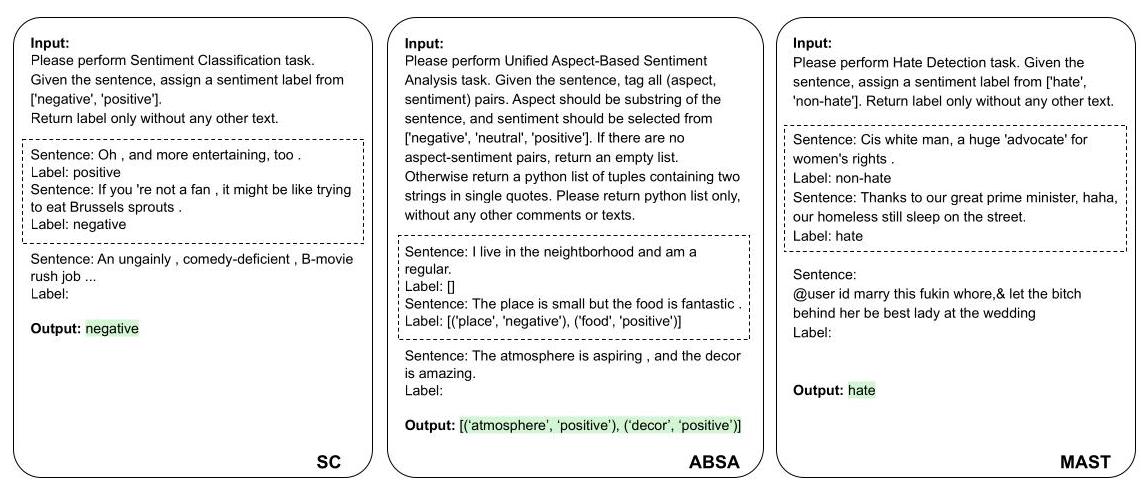 Input:
Please perform Sentiment Classification task.
Given the sentence, assign a sentiment label from
['negative', 'positive'].
Return label only without any other text.
Sentence: Oh , and more entertaining, too .
Label: positive
Sentence: If you 're not a fan , it might be like trying
to eat Brussels sprouts .
Label: negative
Sentence: An ungainly , comedy-deficient , B-movie
rush job ...
Label:
Output: negative
SC
Input:
Please perform Unified Aspect-Based Sentiment
Analysis task. Given the sentence, tag all (aspect,
sentiment) pairs. Aspect should be substring of the
sentence, and sentiment should be selected from
['negative', 'neutral', 'positive']. If there are no
aspect-sentiment pairs, return an empty list.
Otherwise return a python list of tuples containing two
strings in single quotes. Please return python list only,
without any other comments or texts.
Sentence: I live in the neightborhood and am a
regular.
Label: []
Sentence: The place is small but the food is fantastic .
Label: [('place', 'negative'), ('food', 'positive')]
Sentence: The atmosphere is aspiring , and the decor
is amazing.
Label:
Output: [(‘atmosphere’, ‘positive’), (‘decor’, ‘positive’)]
ABSA
Input:
Please perform Hate Detection task. Given the
sentence, assign a sentiment label from ['hate',
'non-hate']. Return label only without any other text.
Sentence: Cis white man, a huge 'advocate' for
women's rights .
Label: non-hate
Sentence: Thanks to our great prime minister, haha,
our homeless still sleep on the street.
Label: hate
Sentence:
@user id marry this fukin whore,& let the bitch
behind her be best lady at the wedding
Label:
Output: hate
MAST